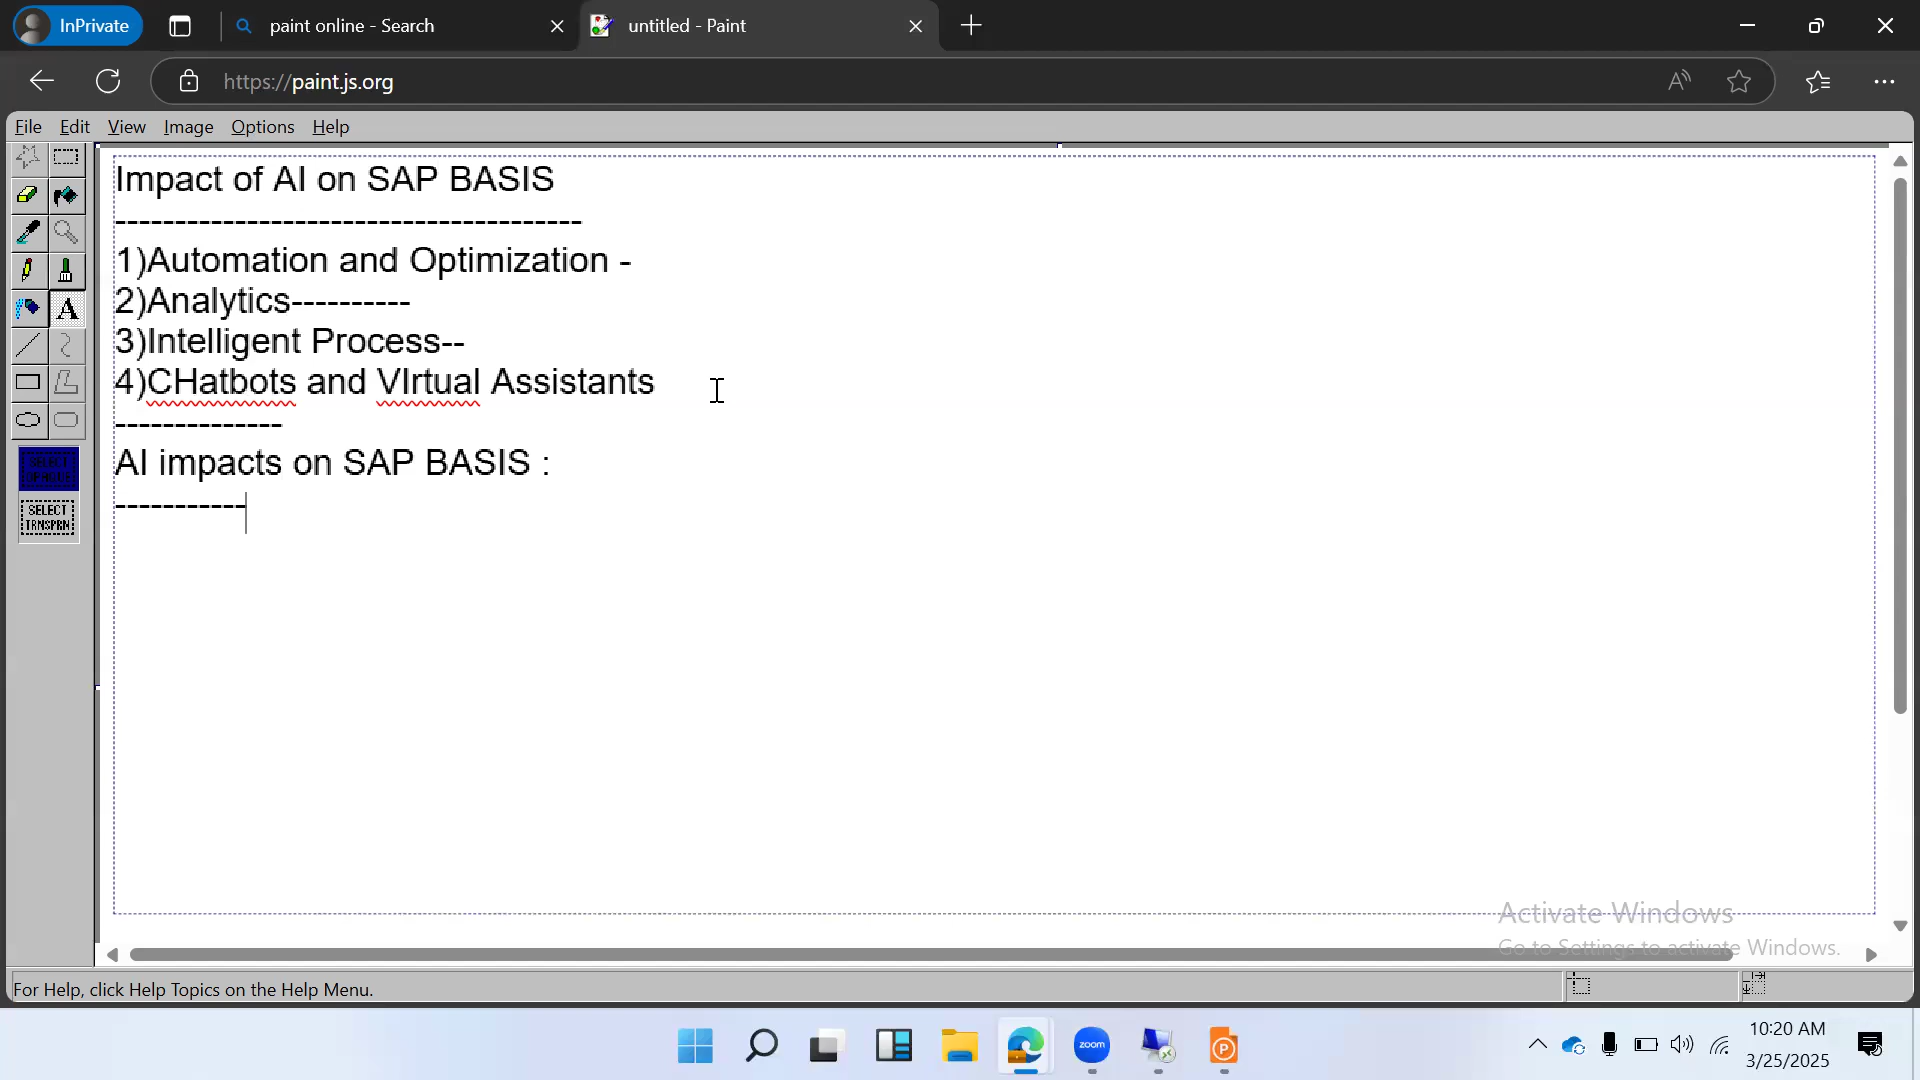 InPrivate
paint online - Search
untitled - Paint
https://paint.js.org
File Edit View Image Options Help
Impact of AI on SAP BASIS
---------------------------------------
1)Automation and Optimization -
2)Analytics----------
3)Intelligent Process--
4)CHatbots and VIrtual Assistants
--------------
AI impacts on SAP BASIS :
-----------
SELECT
OPAQUE
SELECT
TRNSPRN
Activate Windows
Go to Settings to activate Windows.
For Help, click Help Topics on the Help Menu.
zoom
P
10:20 AM
3/25/2025